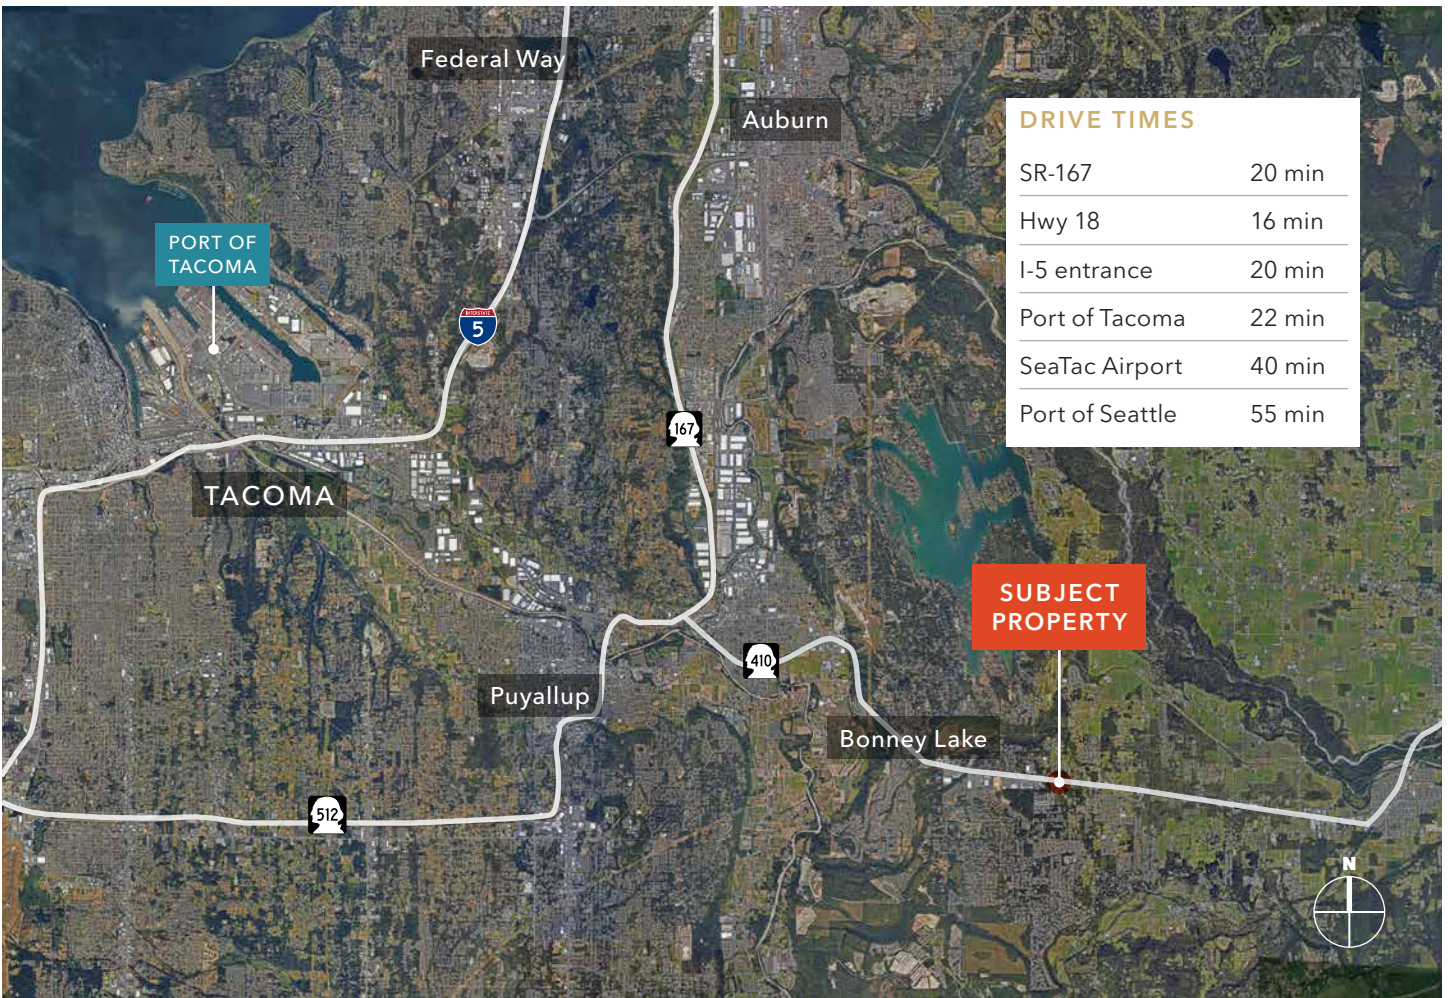 Federal Way
Auburn
DRIVE TIMES
SR-167 20 min
Hwy 18 16 min
I-5 entrance 20 min
Port of Tacoma 22 min
SeaTac Airport 40 min
Port of Seattle 55 min
PORT OF
TACOMA
INTERSTATE
5
167
TACOMA
SUBJECT
PROPERTY
410
Puyallup
Bonney Lake
512
N